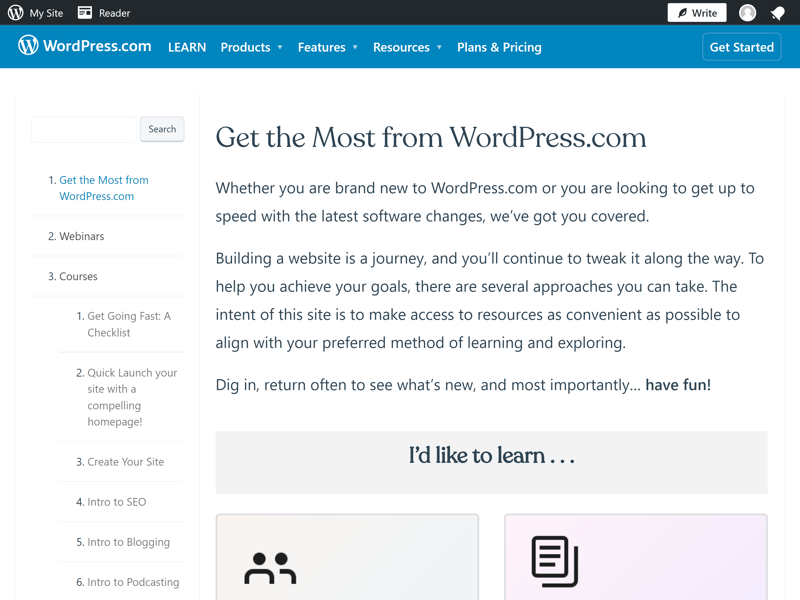 My Site Reader Write
WordPress.com LEARN Products Features Resources Plans & Pricing Get Started
Search
1. Get the Most from
WordPress.com
2. Webinars
3. Courses
1. Get Going Fast: A
Checklist
2. Quick Launch your
site with a
compelling
homepage!
3. Create Your Site
4. Intro to SEO
5. Intro to Blogging
6. Intro to Podcasting
Get the Most from WordPress.com
Whether you are brand new to WordPress.com or you are looking to get up to
speed with the latest software changes, we’ve got you covered.
Building a website is a journey, and you’ll continue to tweak it along the way. To
help you achieve your goals, there are several approaches you can take. The
intent of this site is to make access to resources as convenient as possible to
align with your preferred method of learning and exploring.
Dig in, return often to see what’s new, and most importantly… have fun!
I’d like to learn . . .